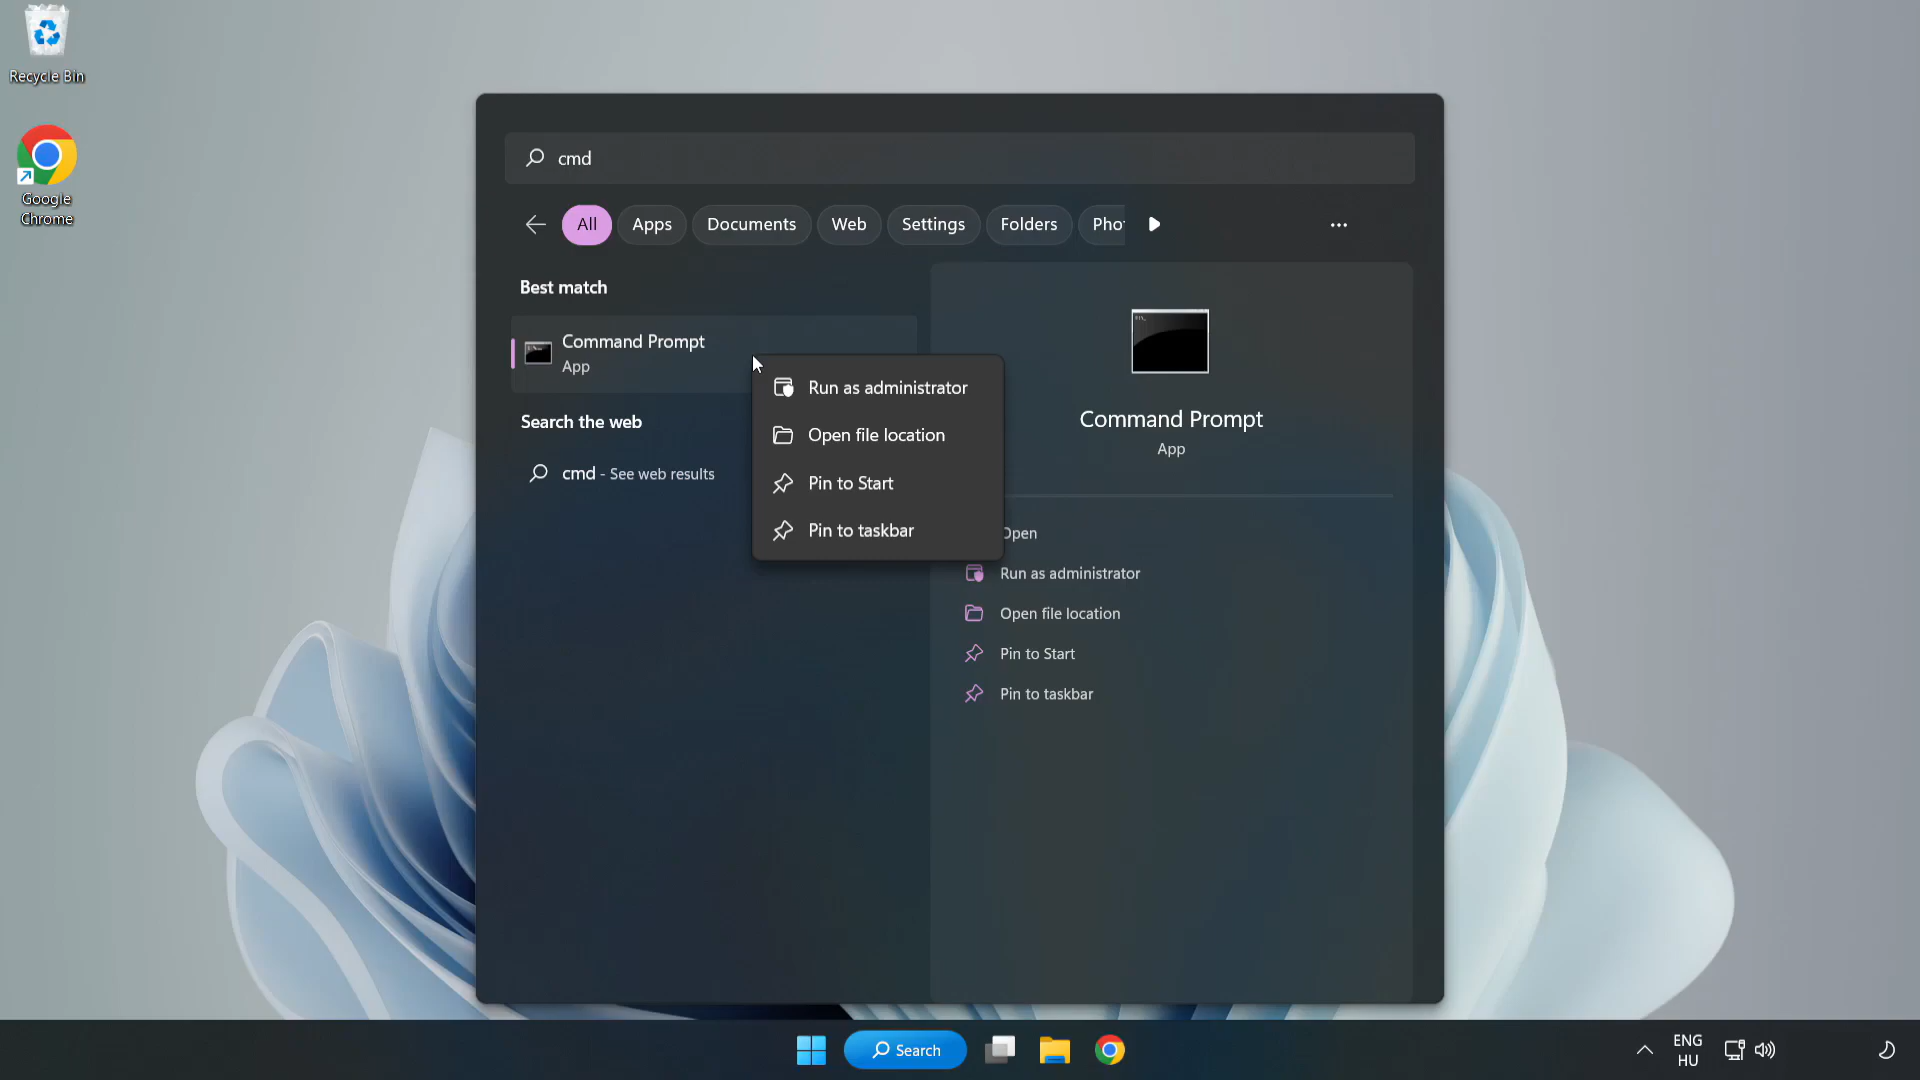 Recycle Bin
Google
Chrome
cmd
All
Apps
Documents
Web
Settings
Folders
Best match
Command Prompt
App
Search the web
cmd - See web results
Run as administrator
Open file location
Pin to Start
Pin to taskbar
Command Prompt
App
Open
Run as administrator
Open file location
Pin to Start
Pin to taskbar
Search
ENG
HU